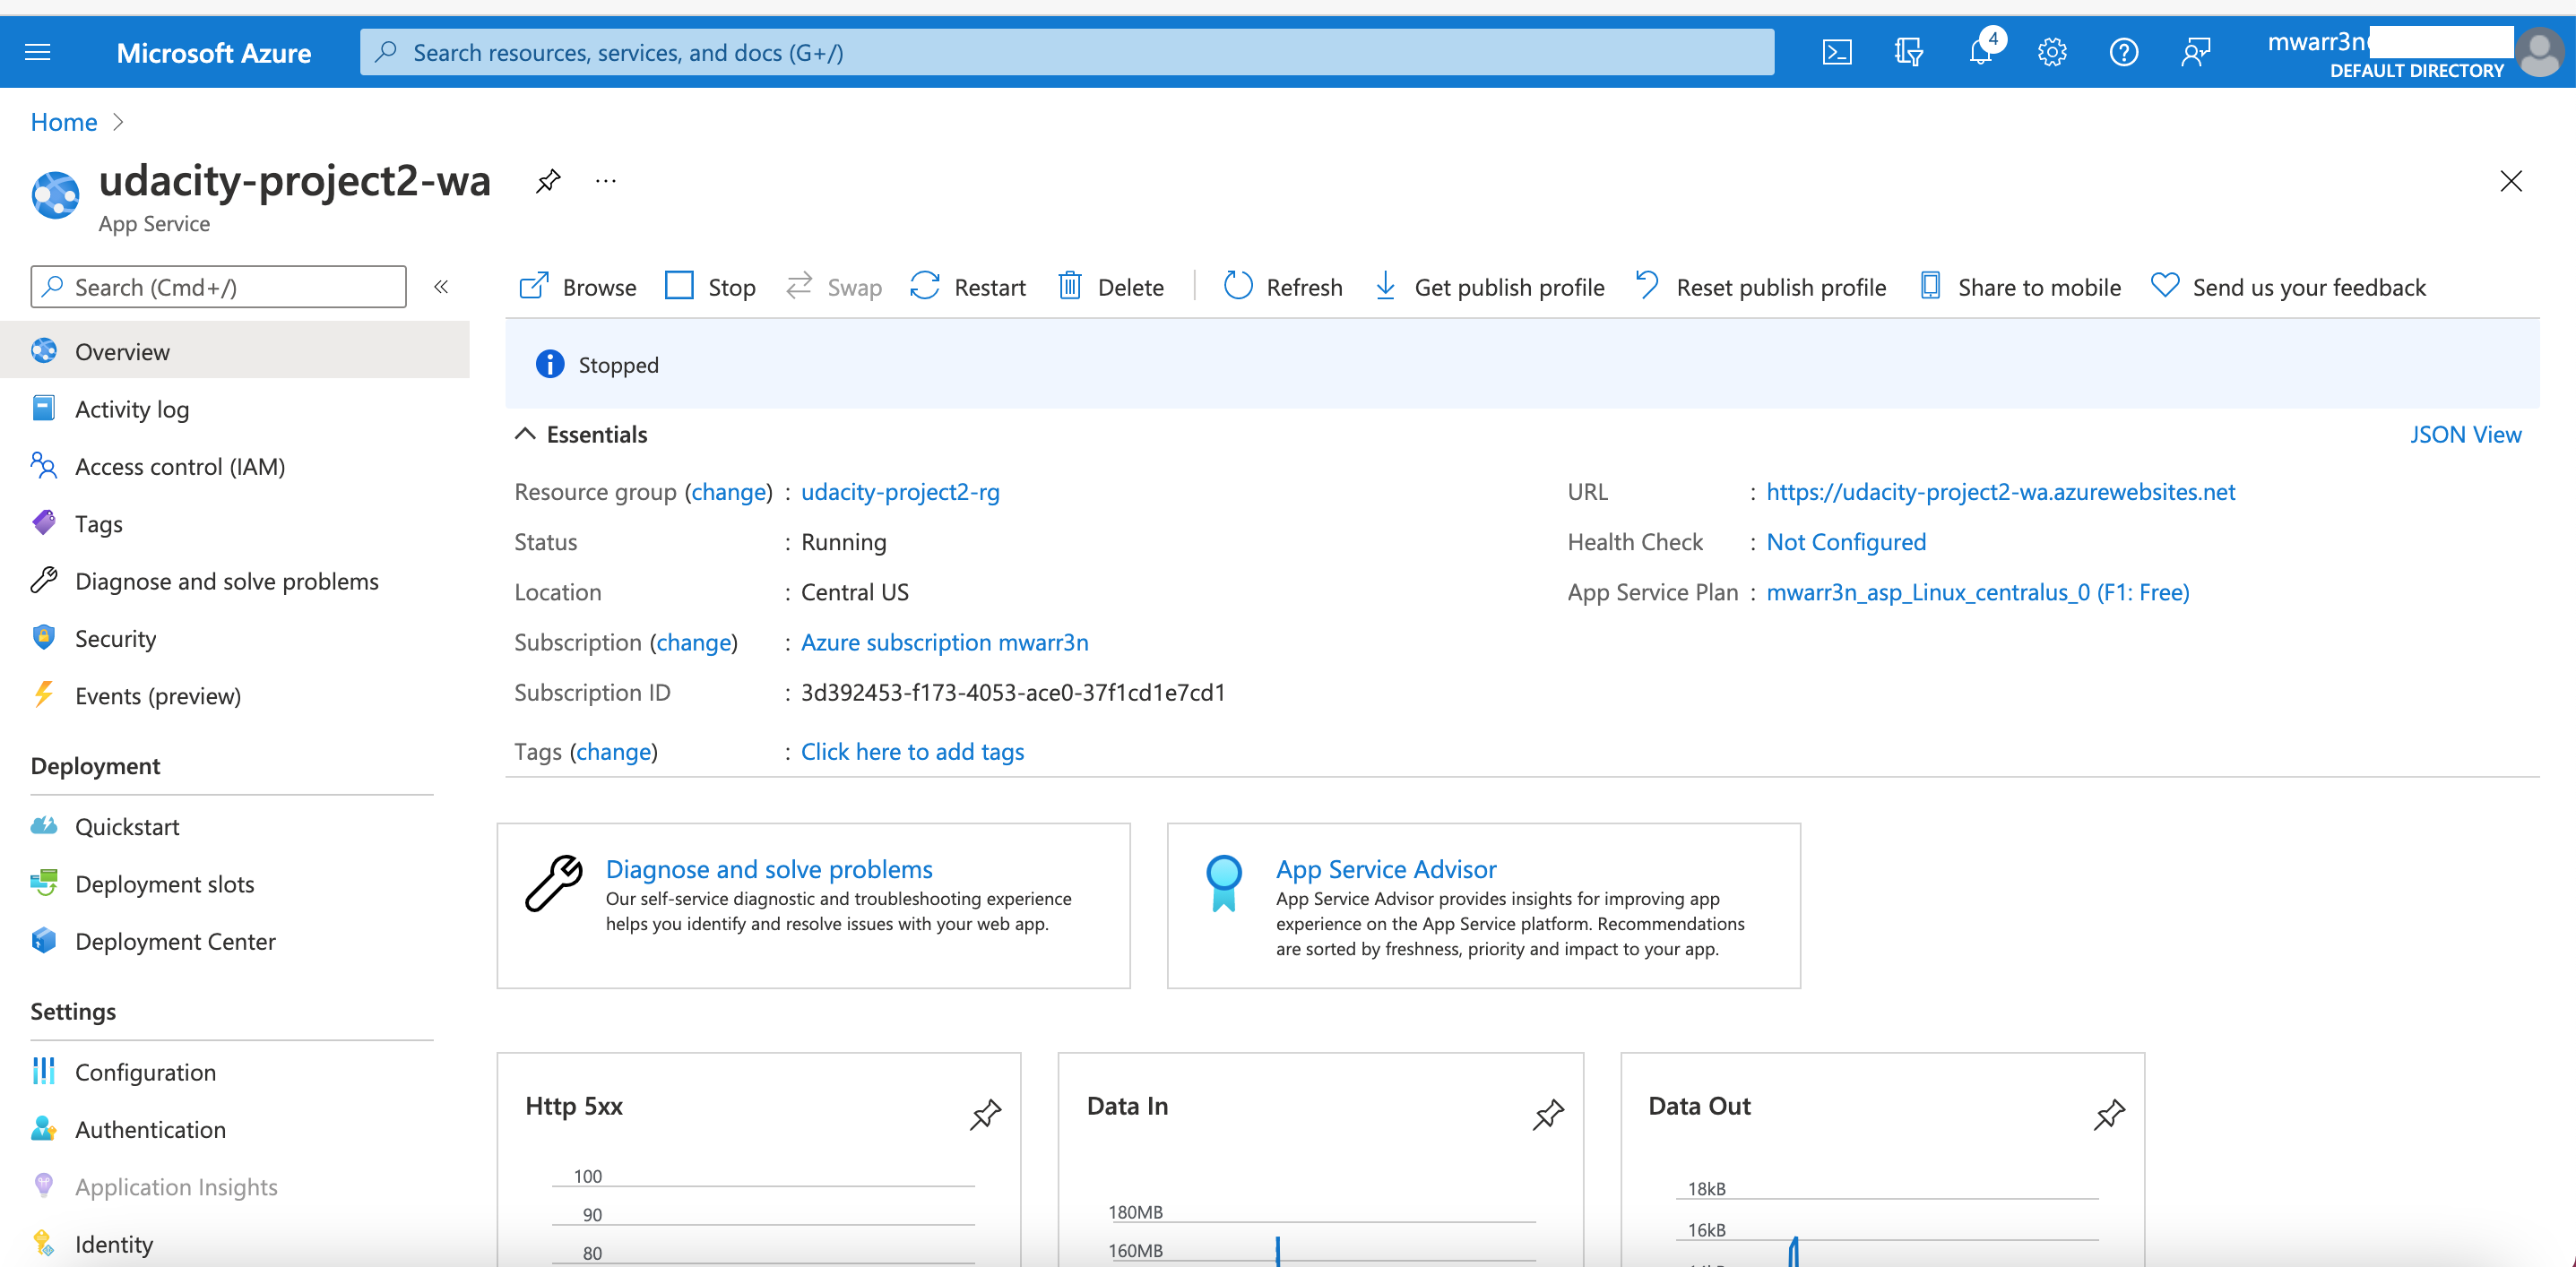 Microsoft Azure
Search resources, services, and docs (G+/)
4
mwarr3n
DEFAULT DIRECTORY
Home
udacity-project2-wa
...
App Service
Search (Cmd+/)
«
Browse Stop Swap Restart Delete Refresh Get publish profile Reset publish profile Share to mobile Send us your feedback
Overview
Stopped
Activity log
Essentials
JSON View
Access control (IAM)
Resource group (change) : udacity-project2-rg
URL : https://udacity-project2-wa.azurewebsites.net
Tags
Status : Running
Health Check : Not Configured
Diagnose and solve problems
Location : Central US
App Service Plan : mwarr3n_asp_Linux_centralus_0 (F1: Free)
Security
Subscription (change) : Azure subscription mwarr3n
Events (preview)
Subscription ID : 3d392453-f173-4053-ace0-37f1cd1e7cd1
Tags (change) : Click here to add tags
Deployment
Quickstart
Deployment slots
Deployment Center
Diagnose and solve problems
Our self-service diagnostic and troubleshooting experience
helps you identify and resolve issues with your web app.
App Service Advisor
App Service Advisor provides insights for improving app
experience on the App Service platform. Recommendations
are sorted by freshness, priority and impact to your app.
Settings
Configuration
Authentication
Application Insights
Identity
Http 5xx
100
90
80
Data In
180MB
160MB
Data Out
18kB
16kB